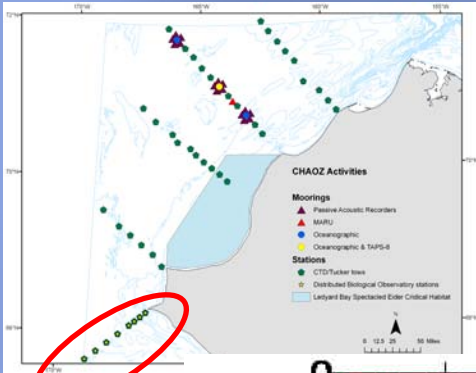 CHAOZ Activities
Moorings
Passive Acoustic Recorders
MARU
Oceanographic
Oceanographic & TAPS-8
Stations
CTD/Tucker tows
Distributed Biological Observatory stations
Ledyard Bay Spectacled Eider Cridical Habitat
N
0 12.5 25 50 Miles